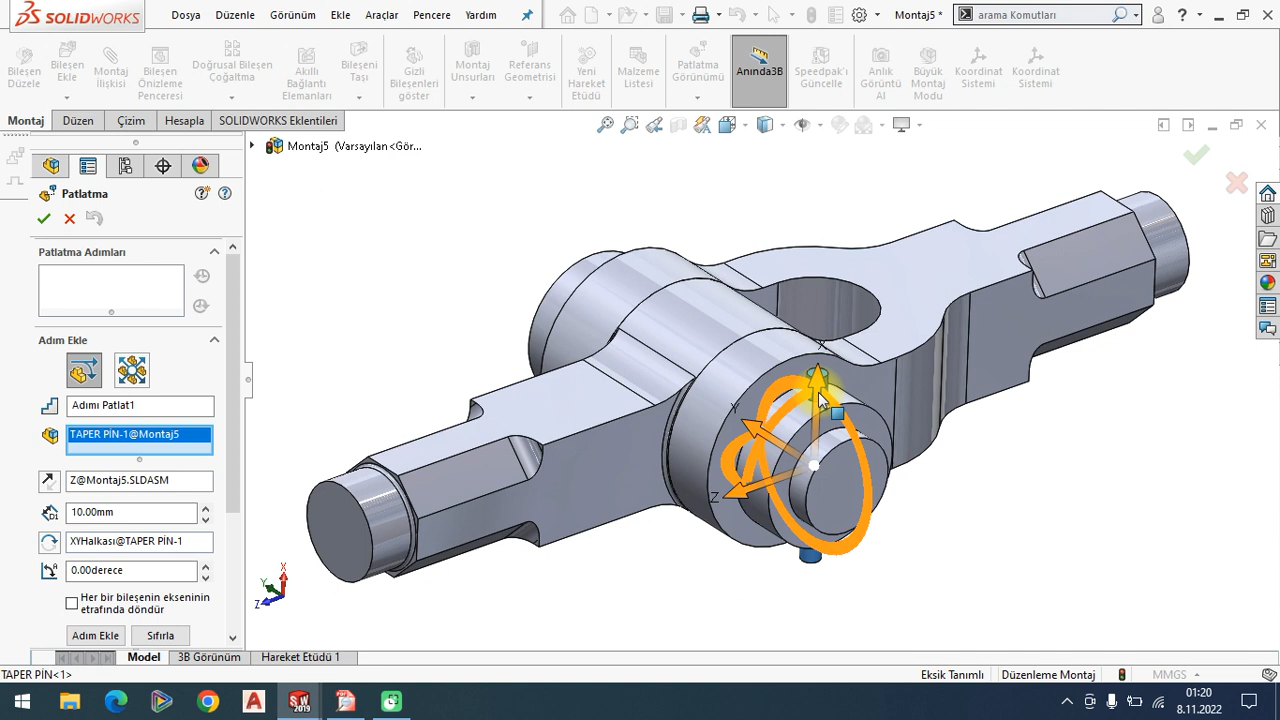 SOLIDWORKS
Dosya Düzenle Görünüm Ekle Araçlar Pencere Yardım
Montaj5 *
arama Komutları
Bileşen Düzele
Bileşen Ekle
Montaj İlişkisi
Bileşen Önizleme Penceresi
Doğrusal Bileşen Çoğaltma
Akıllı Bağlantı Elemanları
Bileşeni Taşı
Gizli Bileşenleri göster
Montaj Unsurları
Referans Geometrisi
Yeni Hareket Etüdü
Malzeme Listesi
Patlatma Görünümü
Anında3B
Speedpak'ı Güncelle
Anlık Görüntü Al
Büyük Montaj Modu
Koordinat Sistemi
Koordinat Sistemi
Montaj Düzen Çizim Hesapla SOLIDWORKS Eklentileri
Montaj5 (Varsayılan<Gör...
Patlatma
Patlatma Adımları
Adım Ekle
Adımı Patlat1
TAPER PİN-1@Montaj5
Z@Montaj5.SLDASM
10.00mm
XYHalkası@TAPER PİN-1
0.00derece
Her bir bileşenin ekseninin
etrafında döndür
Adım Ekle Sıfırla
X
Y
Z
X
Y
Z
Model 3B Görünüm Hareket Etüdü 1
TAPER PİN<1>
Eksik Tanımlı Düzenleme Montaj MMGS
SW
2019
01:20
8.11.2022